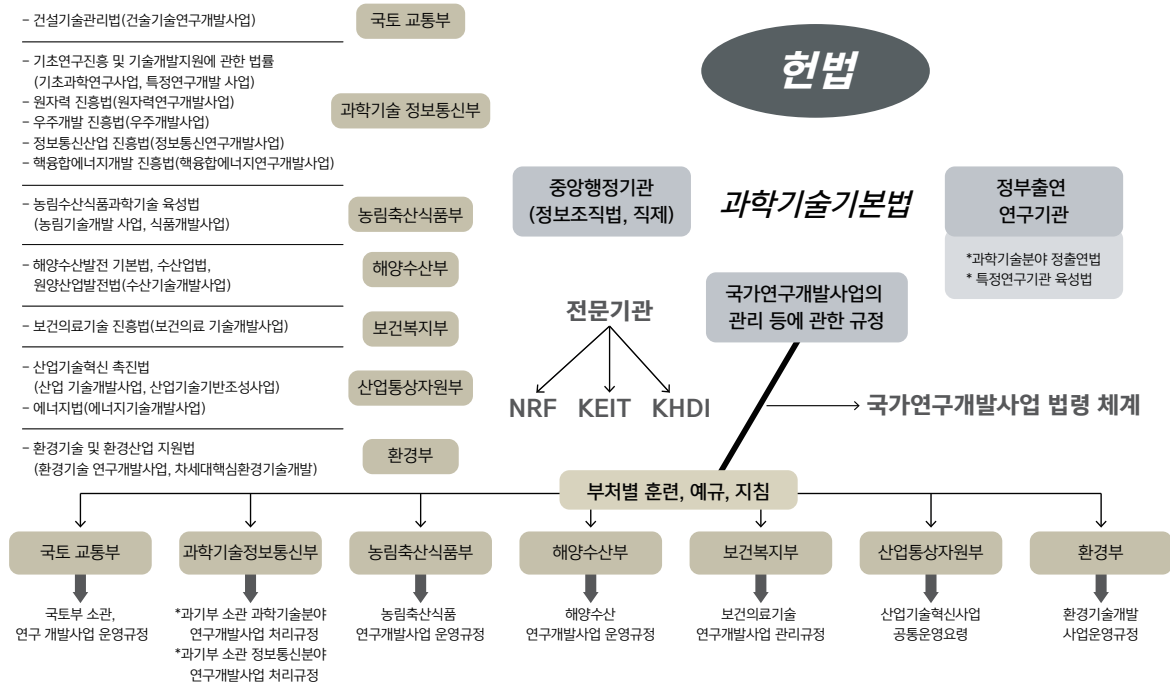 - 건설기술관리법(건술기술연구개발사업)
국토 교통부
- 기초연구진흥 및 기술개발지원에 관한 법률
(기초과학연구사업, 특정연구개발 사업)
- 원자력 진흥법(원자력연구개발사업)
- 우주개발 진흥법(우주개발사업)
- 정보통신산업 진흥법(정보통신연구개발사업)
- 핵융합에너지개발 진흥법(핵융합에너지연구개발사업)
과학기술 정보통신부
- 농림수산식품과학기술 육성법
(농림기술개발 사업, 식품개발사업)
농림축산식품부
- 해양수산발전 기본법, 수산업법,
원양산업발전법(수산기술개발사업)
해양수산부
- 보건의료기술 진흥법(보건의료 기술개발사업)
보건복지부
- 산업기술혁신 촉진법
(산업 기술개발사업, 산업기술기반조성사업)
- 에너지법(에너지기술개발사업)
산업통상자원부
- 환경기술 및 환경산업 지원법
(환경기술 연구개발사업, 차세대핵심환경기술개발)
환경부
헌법
중앙행정기관
(정보조직법, 직제)
과학기술기본법
정부출연
연구기관
*과학기술분야 정출연법
* 특정연구기관 육성법
국가연구개발사업의
관리 등에 관한 규정
전문기관
NRF KEIT KHDI
국가연구개발사업 법령 체계
부처별 훈련, 예규, 지침
국토 교통부
국토부 소관,
연구 개발사업 운영규정
과학기술정보통신부
*과기부 소관 과학기술분야
연구개발사업 처리규정
*과기부 소관 정보통신분야
연구개발사업 처리규정
농림축산식품부
농림축산식품
연구개발사업 운영규정
해양수산부
해양수산
연구개발사업 운영규정
보건복지부
보건의료기술
연구개발사업 관리규정
산업통상자원부
산업기술혁신사업
공통운영요령
환경부
환경기술개발
사업운영규정